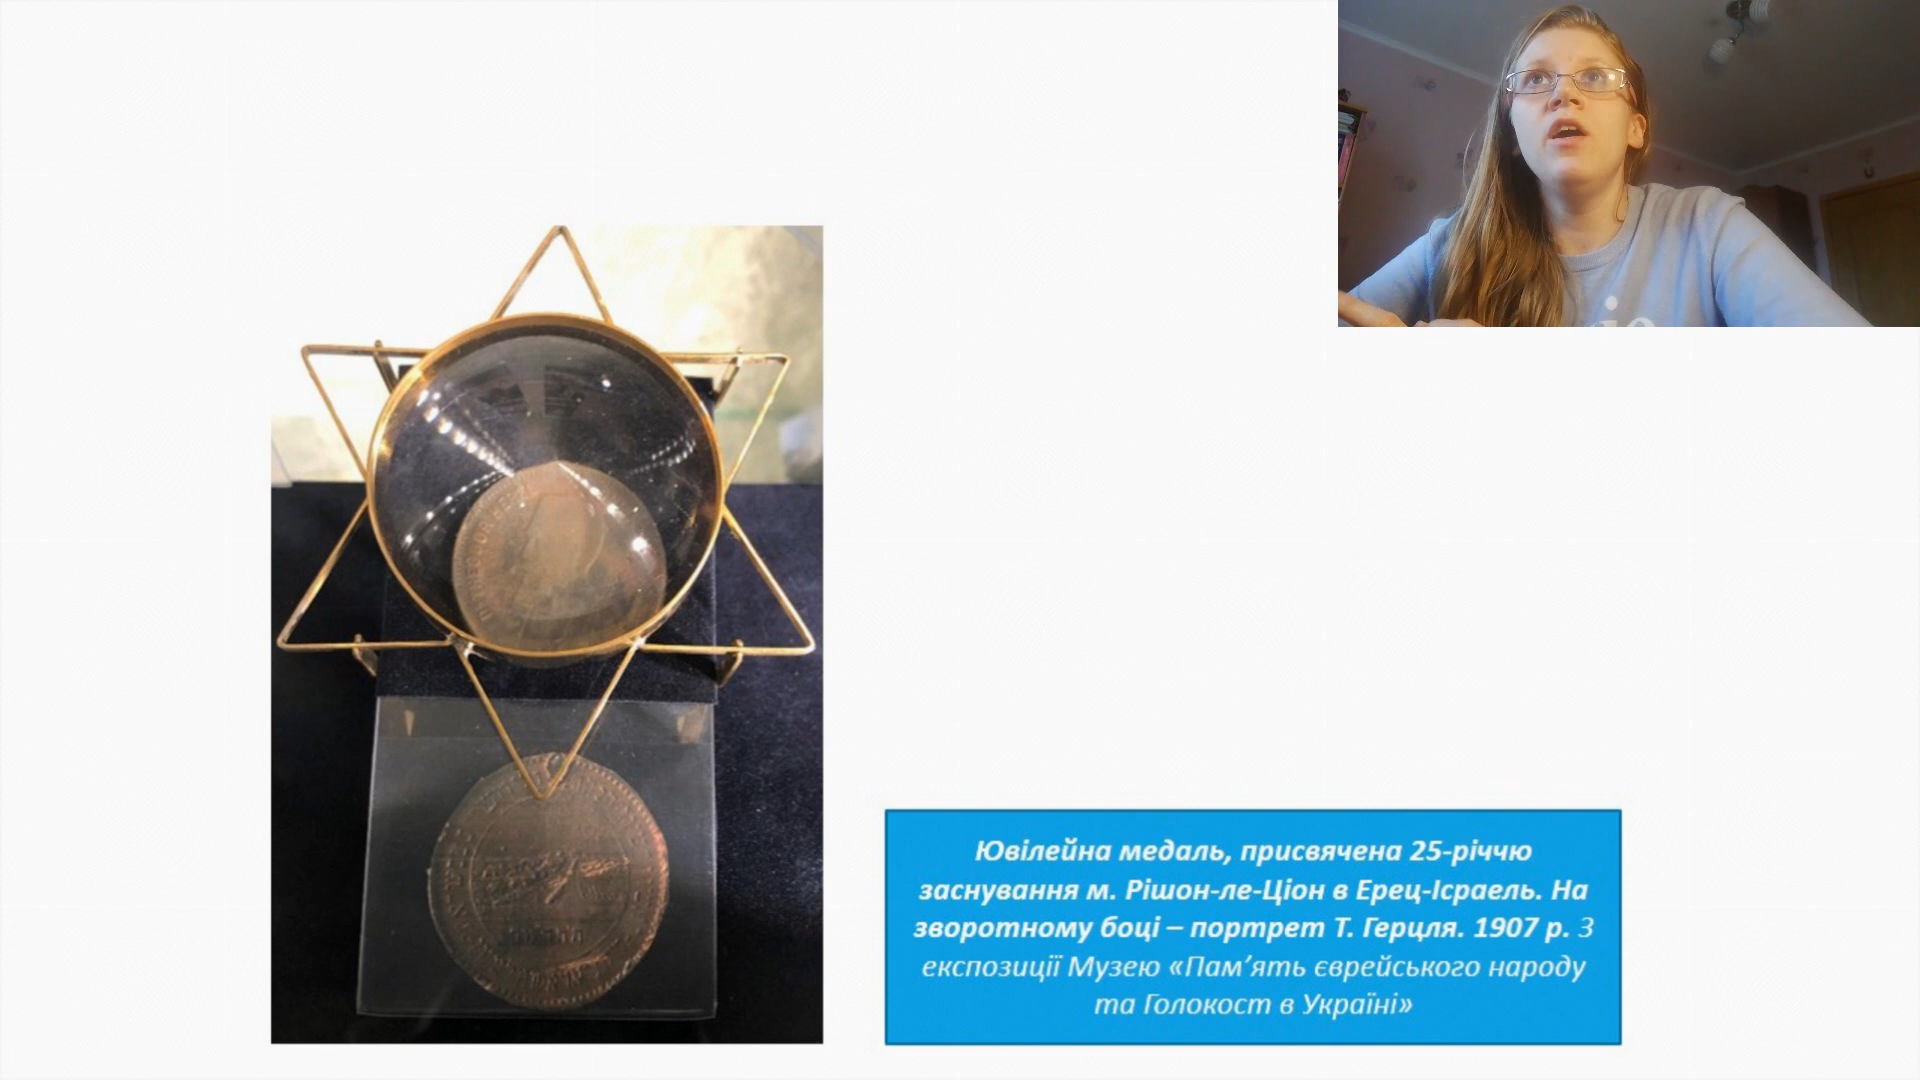 Ювілейна медаль, присвячена 25-річчю
заснування м. Рішон-ле-Ціон в Ерец-Ізраель. На
зворотному боці – портрет Т. Герцля. 1907 р. З
експозиції Музею «Пам’ять єврейського народу
та Голокост в Україні»